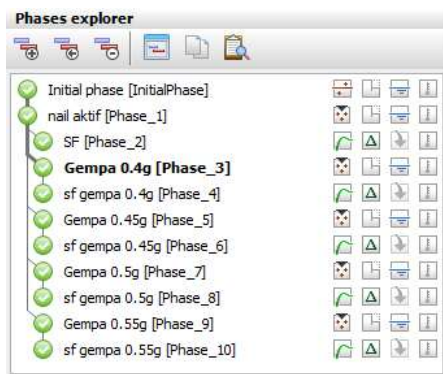 Phases explorer
Initial phase [InitialPhase]
nail aktif [Phase_1]
SF [Phase_2]
Gempa 0.4g [Phase_3]
sf gempa 0.4g [Phase_4]
Gempa 0.45g [Phase_5]
sf gempa 0.45g [Phase_6]
Gempa 0.5g [Phase_7]
sf gempa 0.5g [Phase_8]
Gempa 0.55g [Phase_9]
sf gempa 0.55g [Phase_10]